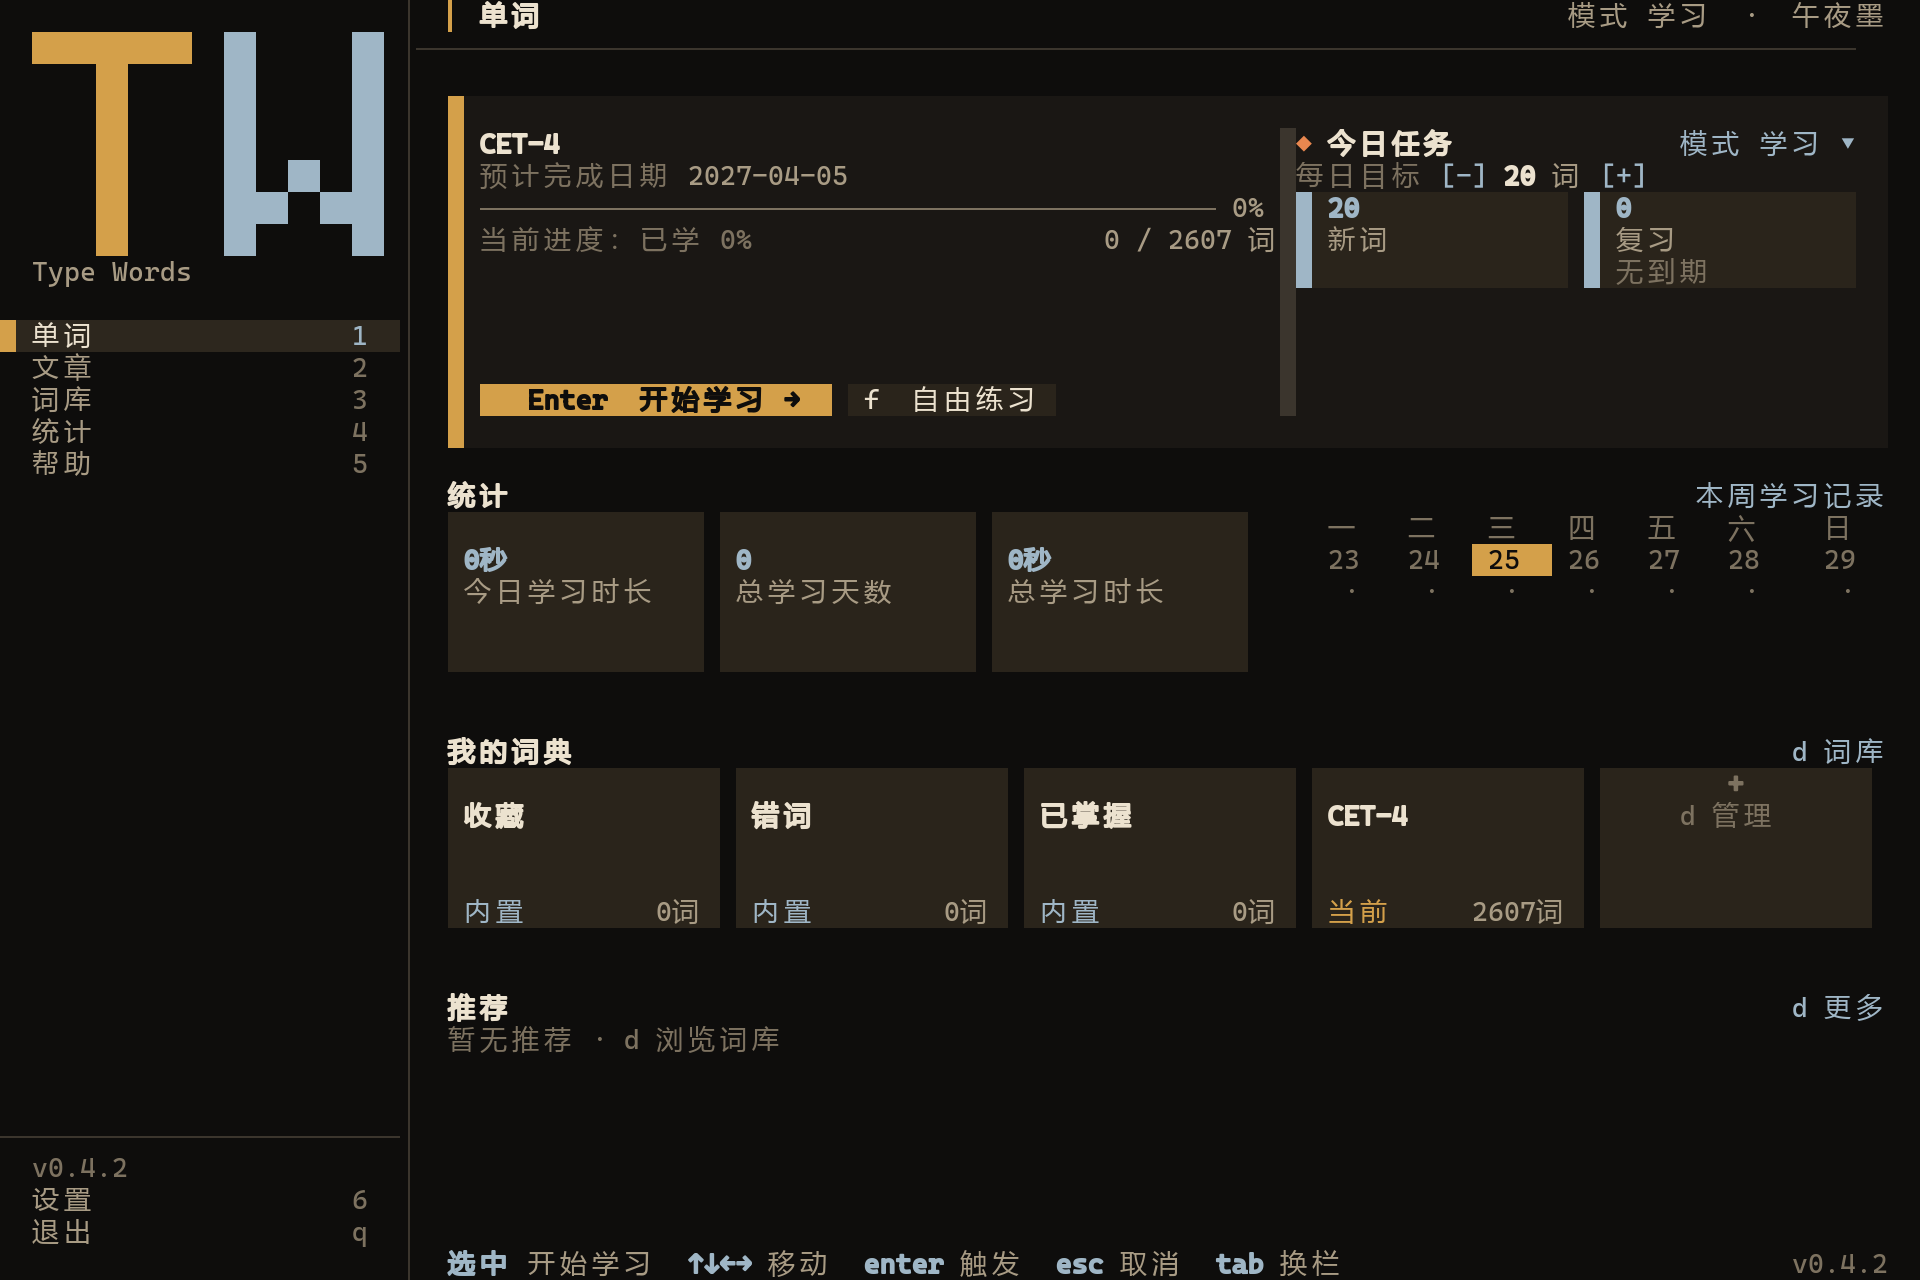 TW
Type Words
单词 1
文章 2
词库 3
统计 4
帮助 5
v0.4.2
设置 6
退出 q
单词 模式 学习 · 午夜墨
CET-4
预计完成日期 2027-04-05
0%
当前进度: 已学 0% 0 / 2607 词
Enter 开始学习 → f 自由练习
◆ 今日任务 模式 学习 ▼
每日目标 [-] 20 词 [+]
20
新词
0
复习
无到期
统计 本周学习记录
0秒
今日学习时长
0
总学习天数
0秒
总学习时长
一 二 三 四 五 六 日
23 24 25 26 27 28 29
· · · · · · ·
我的词典 d 词库
收藏
内置 0词
错词
内置 0词
已掌握
内置 0词
CET-4
当前 2607词
+
d 管理
推荐 d 更多
暂无推荐 · d 浏览词库
选中 开始学习 ↑↓←→ 移动 enter 触发 esc 取消 tab 换栏 v0.4.2